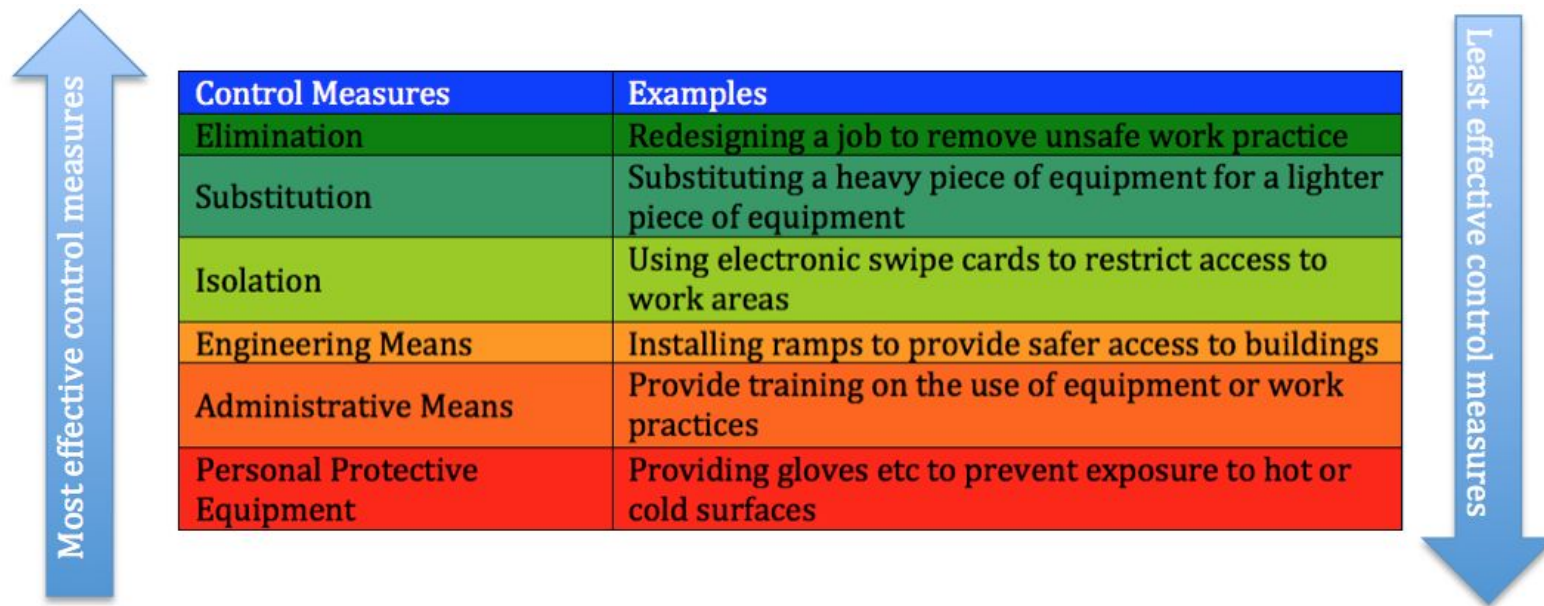 Most effective control measures
Control Measures
Examples
Elimination
Redesigning a job to remove unsafe work practice
Substitution
Substituting a heavy piece of equipment for a lighter
piece of equipment
Isolation
Using electronic swipe cards to restrict access to
work areas
Engineering Means
Installing ramps to provide safer access to buildings
Administrative Means
Provide training on the use of equipment or work
practices
Personal Protective
Equipment
Providing gloves etc to prevent exposure to hot or
cold surfaces
Least effective control measures